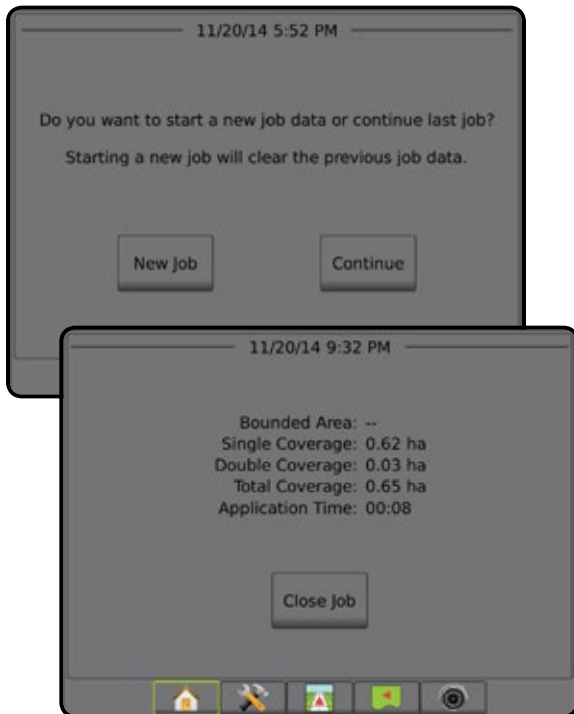 11/20/14 5:52 PM
Do you want to start a new job data or continue last job?
Starting a new job will clear the previous job data.
New Job
Continue
11/20/14 9:32 PM
Bounded Area: --
Single Coverage: 0.62 ha
Double Coverage: 0.03 ha
Total Coverage: 0.65 ha
Application Time: 00:08
Close Job